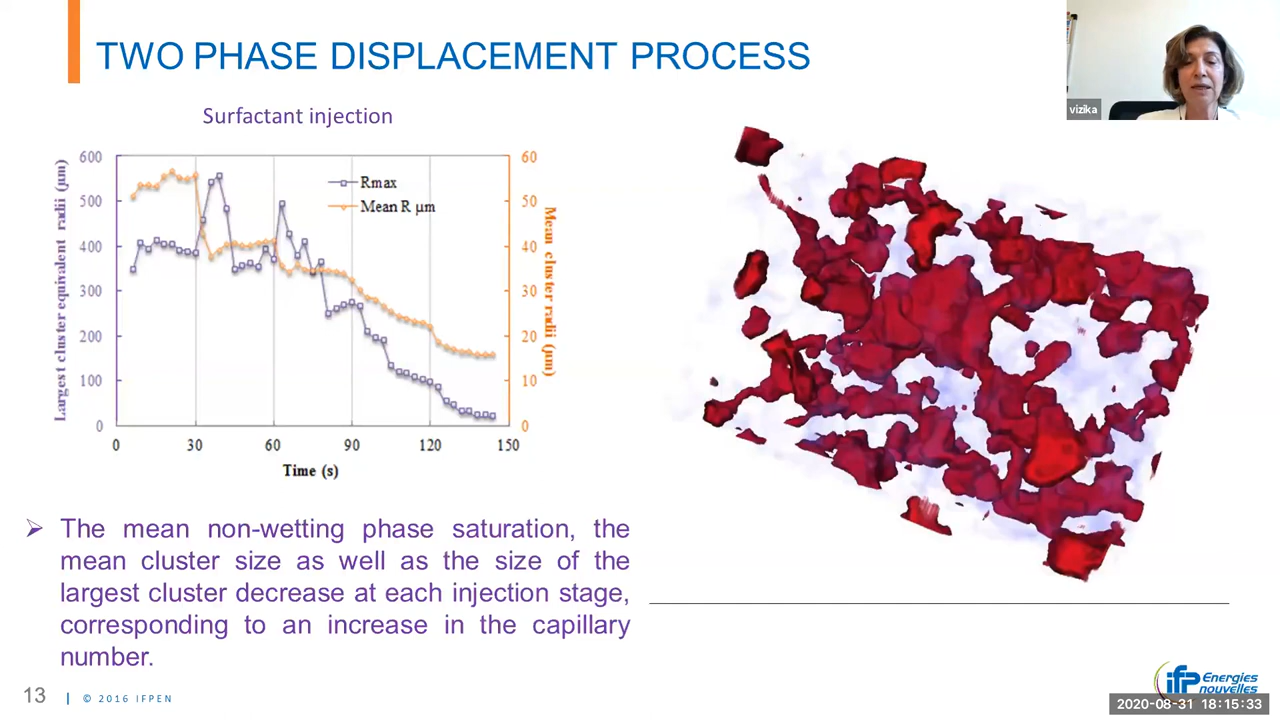 TWO PHASE DISPLACEMENT PROCESS
vizika
Surfactant injection
600
500
400
300
200
100
0
Largest cluster equivalent radii (μm)
Rmax
Mean R μm
60
50
40
30
20
10
0
Mean cluster radii (μm)
0 30 60 90 120 150
Time (s)
➢ The mean non-wetting phase saturation, the
mean cluster size as well as the size of the
largest cluster decrease at each injection stage,
corresponding to an increase in the capillary
number.
13 | © 2016 IFPEN
ifp Energies
nouvelles
2020-08-31 18:15:33